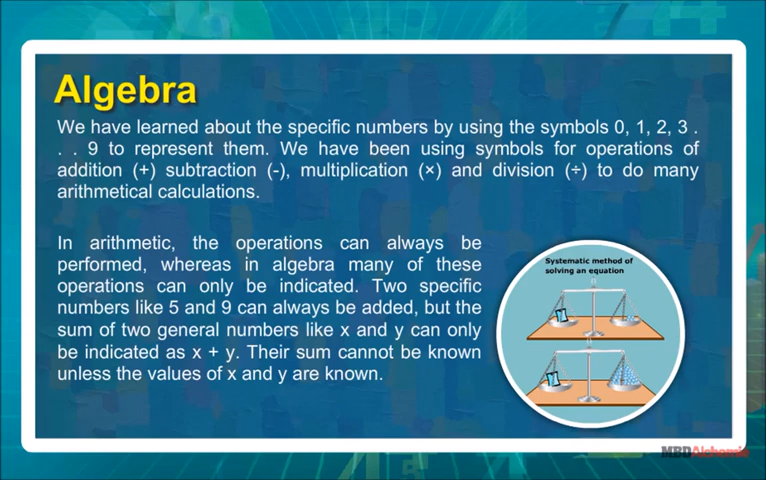 Algebra
We have learned about the specific numbers by using the symbols 0, 1, 2, 3 .
. . 9 to represent them. We have been using symbols for operations of
addition (+) subtraction (-), multiplication (×) and division (÷) to do many
arithmetical calculations.
In arithmetic, the operations can always be
performed, whereas in algebra many of these
operations can only be indicated. Two specific
numbers like 5 and 9 can always be added, but the
sum of two general numbers like x and y can only
be indicated as x + y. Their sum cannot be known
unless the values of x and y are known.
Systematic method of
solving an equation
MBDAlchemie